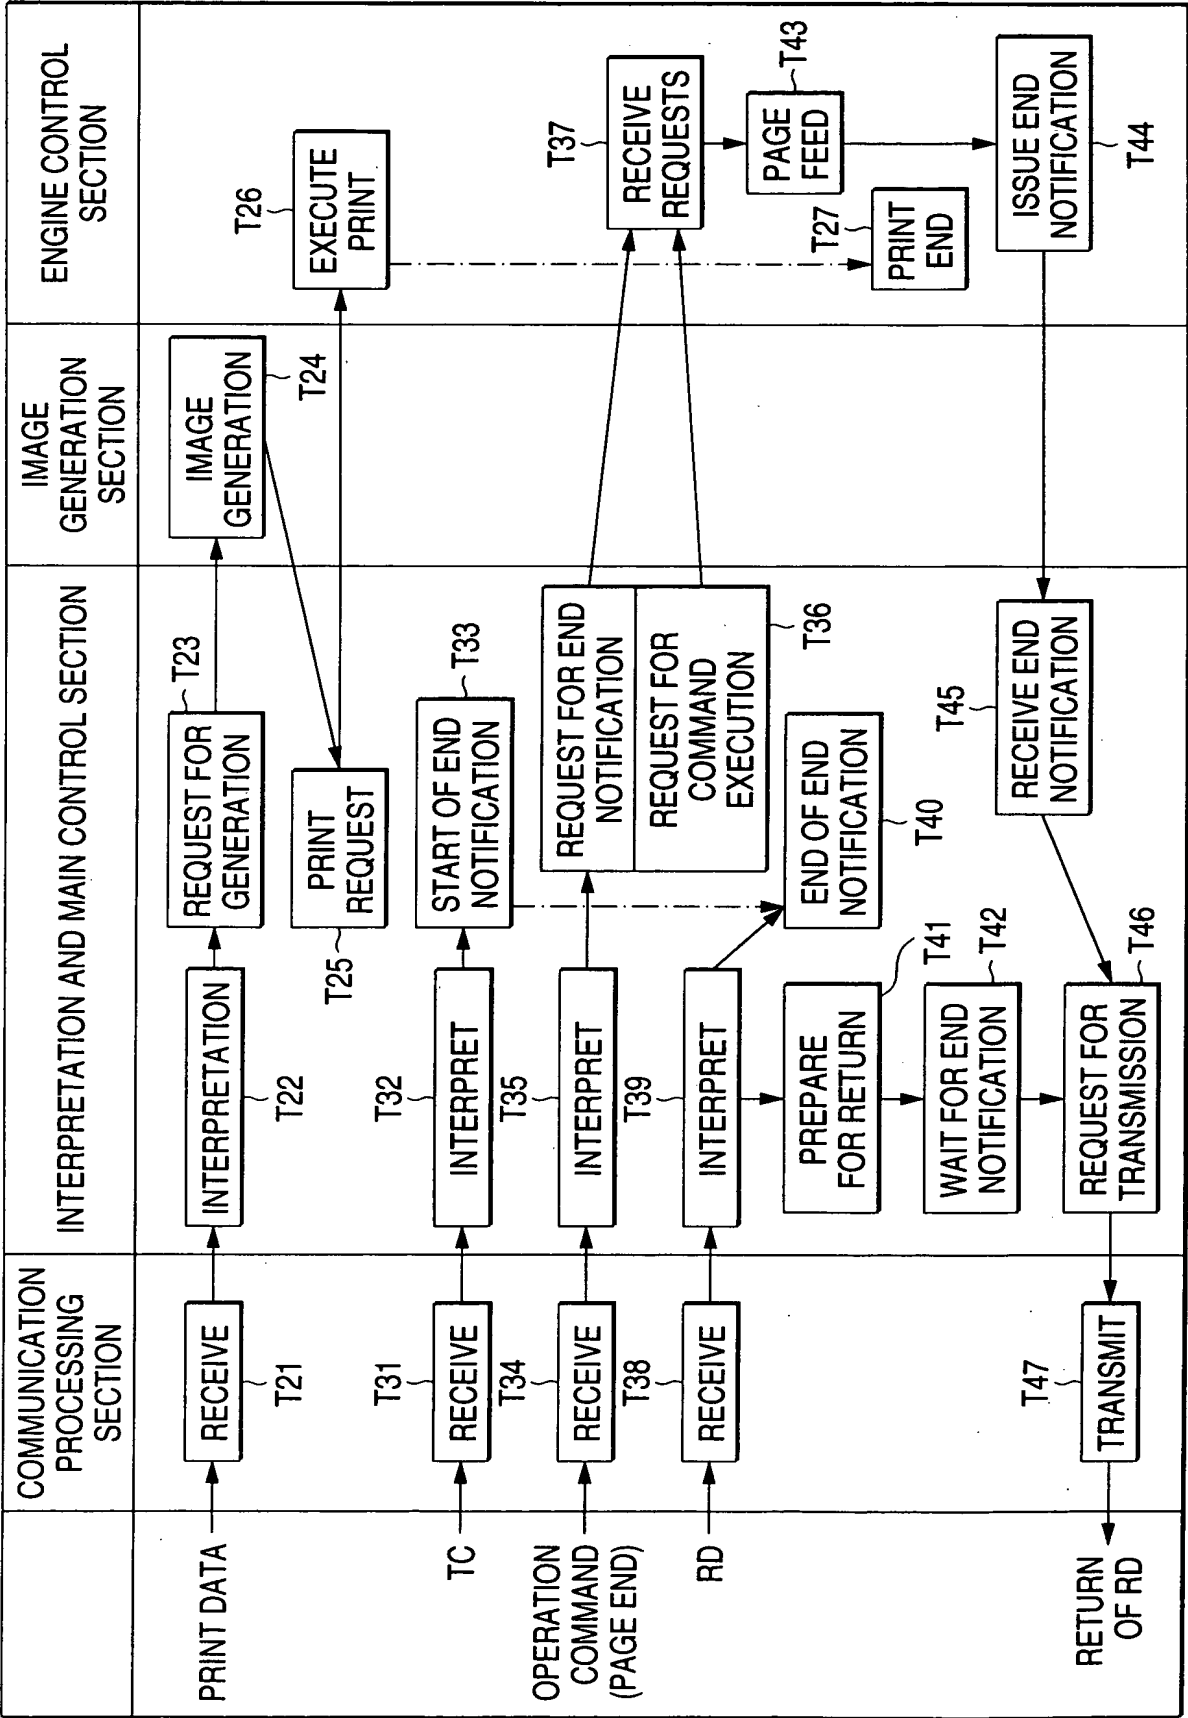 COMMUNICATION
PROCESSING
SECTION
INTERPRETATION AND MAIN CONTROL SECTION
IMAGE
GENERATION
SECTION
ENGINE CONTROL
SECTION
PRINT DATA
RECEIVE
T21
INTERPRETATION
T22
REQUEST FOR
GENERATION
T23
IMAGE
GENERATION
T24
PRINT
REQUEST
T25
EXECUTE
PRINT
T26
TC
RECEIVE
T31
INTERPRET
T32
START OF END
NOTIFICATION
T33
OPERATION
COMMAND
(PAGE END)
RECEIVE
T34
INTERPRET
T35
REQUEST FOR END
NOTIFICATION
REQUEST FOR
COMMAND
EXECUTION
T36
RECEIVE
REQUESTS
T37
RD
RECEIVE
T38
INTERPRET
T39
END OF END
NOTIFICATION
T40
PREPARE
FOR RETURN
T41
PAGE
FEED
T43
PRINT
END
T27
WAIT FOR END
NOTIFICATION
T42
ISSUE END
NOTIFICATION
T44
RECEIVE END
NOTIFICATION
T45
REQUEST FOR
TRANSMISSION
T46
TRANSMIT
T47
RETURN
OF RD